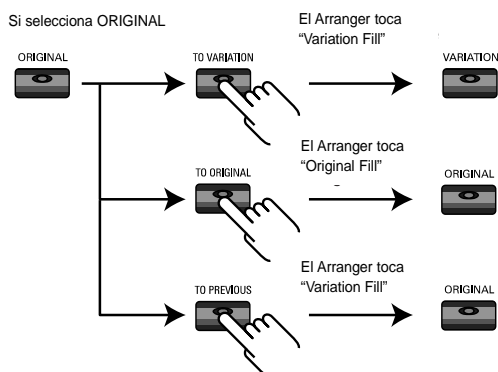 Si selecciona ORIGINAL
El Arranger toca
“Variation Fill”
ORIGINAL
TO VARIATION
VARIATION
El Arranger toca
“Original Fill”
TO ORIGINAL
ORIGINAL
El Arranger toca
“Variation Fill”
TO PREVIOUS
ORIGINAL